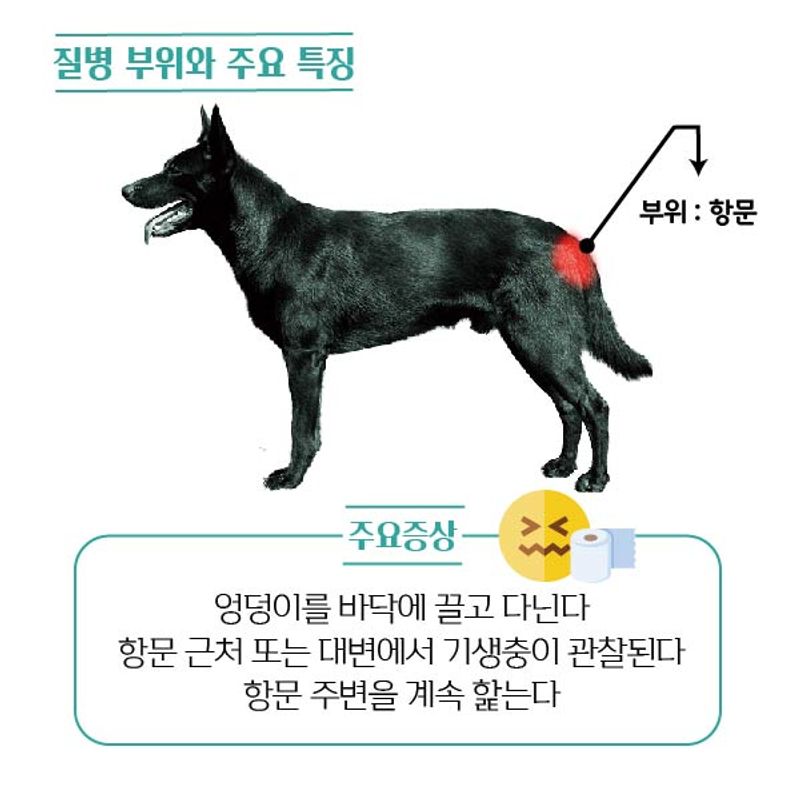 질병 부위와 주요 특징
부위 : 항문
주요증상
엉덩이를 바닥에 끌고 다닌다
항문 근처 또는 대변에서 기생충이 관찰된다
항문 주변을 계속 핥는다